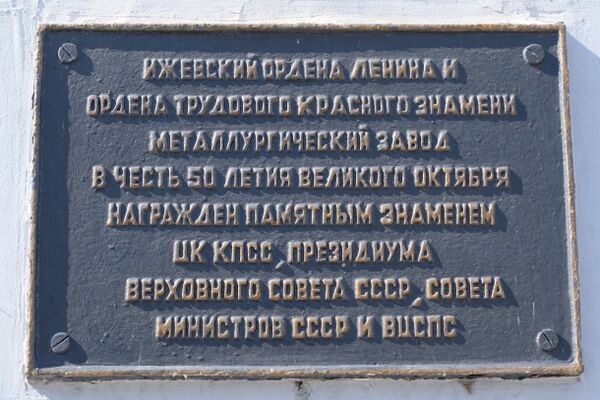 ИЖЕВСКИЙ ОРДЕНА ЛЕНИНА И
ОРДЕНА ТРУДОВОГО КРАСНОГО ЗНАМЕНИ
МЕТАЛЛУРГИЧЕСКИЙ ЗАВОД
В ЧЕСТЬ 50 ЛЕТИЯ ВЕЛИКОГО ОКТЯБРЯ
НАГРАЖДЕН ПАМЯТНЫМ ЗНАМЕНЕМ
ЦК КПСС, ПРЕЗИДИУМА
ВЕРХОВНОГО СОВЕТА СССР, СОВЕТА
МИНИСТРОВ СССР И ВЦСПС